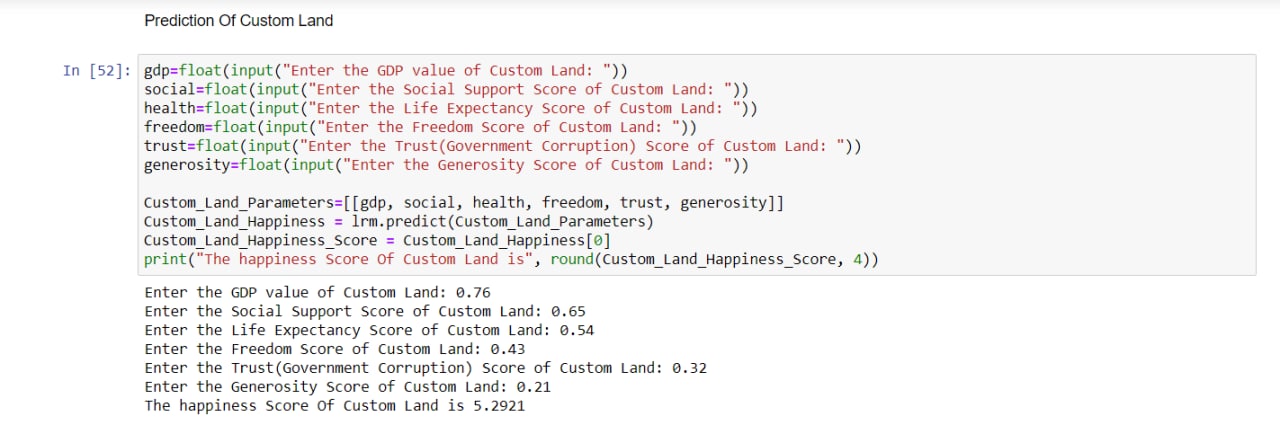 Prediction Of Custom Land
In [52]: gdp=float(input("Enter the GDP value of Custom Land: "))
social=float(input("Enter the Social Support Score of Custom Land: "))
health=float(input("Enter the Life Expectancy Score of Custom Land: "))
freedom=float(input("Enter the Freedom Score of Custom Land: "))
trust=float(input("Enter the Trust(Government Corruption) Score of Custom Land: "))
generosity=float(input("Enter the Generosity Score of Custom Land: "))
Custom_Land_Parameters=[[gdp, social, health, freedom, trust, generosity]]
Custom_Land_Happiness = lrm.predict(Custom_Land_Parameters)
Custom_Land_Happiness_Score = Custom_Land_Happiness[0]
print("The happiness Score Of Custom Land is", round(Custom_Land_Happiness_Score, 4))
Enter the GDP value of Custom Land: 0.76
Enter the Social Support Score of Custom Land: 0.65
Enter the Life Expectancy Score of Custom Land: 0.54
Enter the Freedom Score of Custom Land: 0.43
Enter the Trust(Government Corruption) Score of Custom Land: 0.32
Enter the Generosity Score of Custom Land: 0.21
The happiness Score Of Custom Land is 5.2921